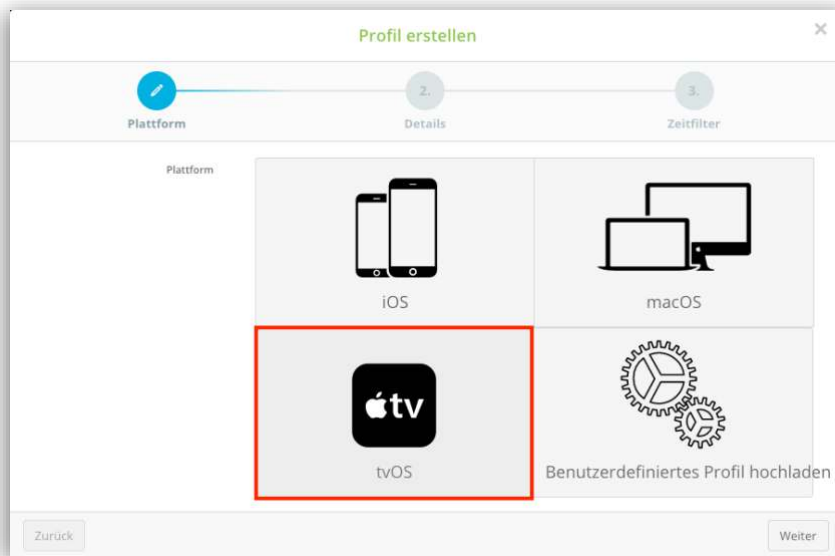 Profil erstellen
×
2.
3.
Plattform
Details
Zeitfilter
Plattform
iOS
macOS
tv
tvOS
Benutzerdefiniertes Profil hochladen
Zurück
Weiter